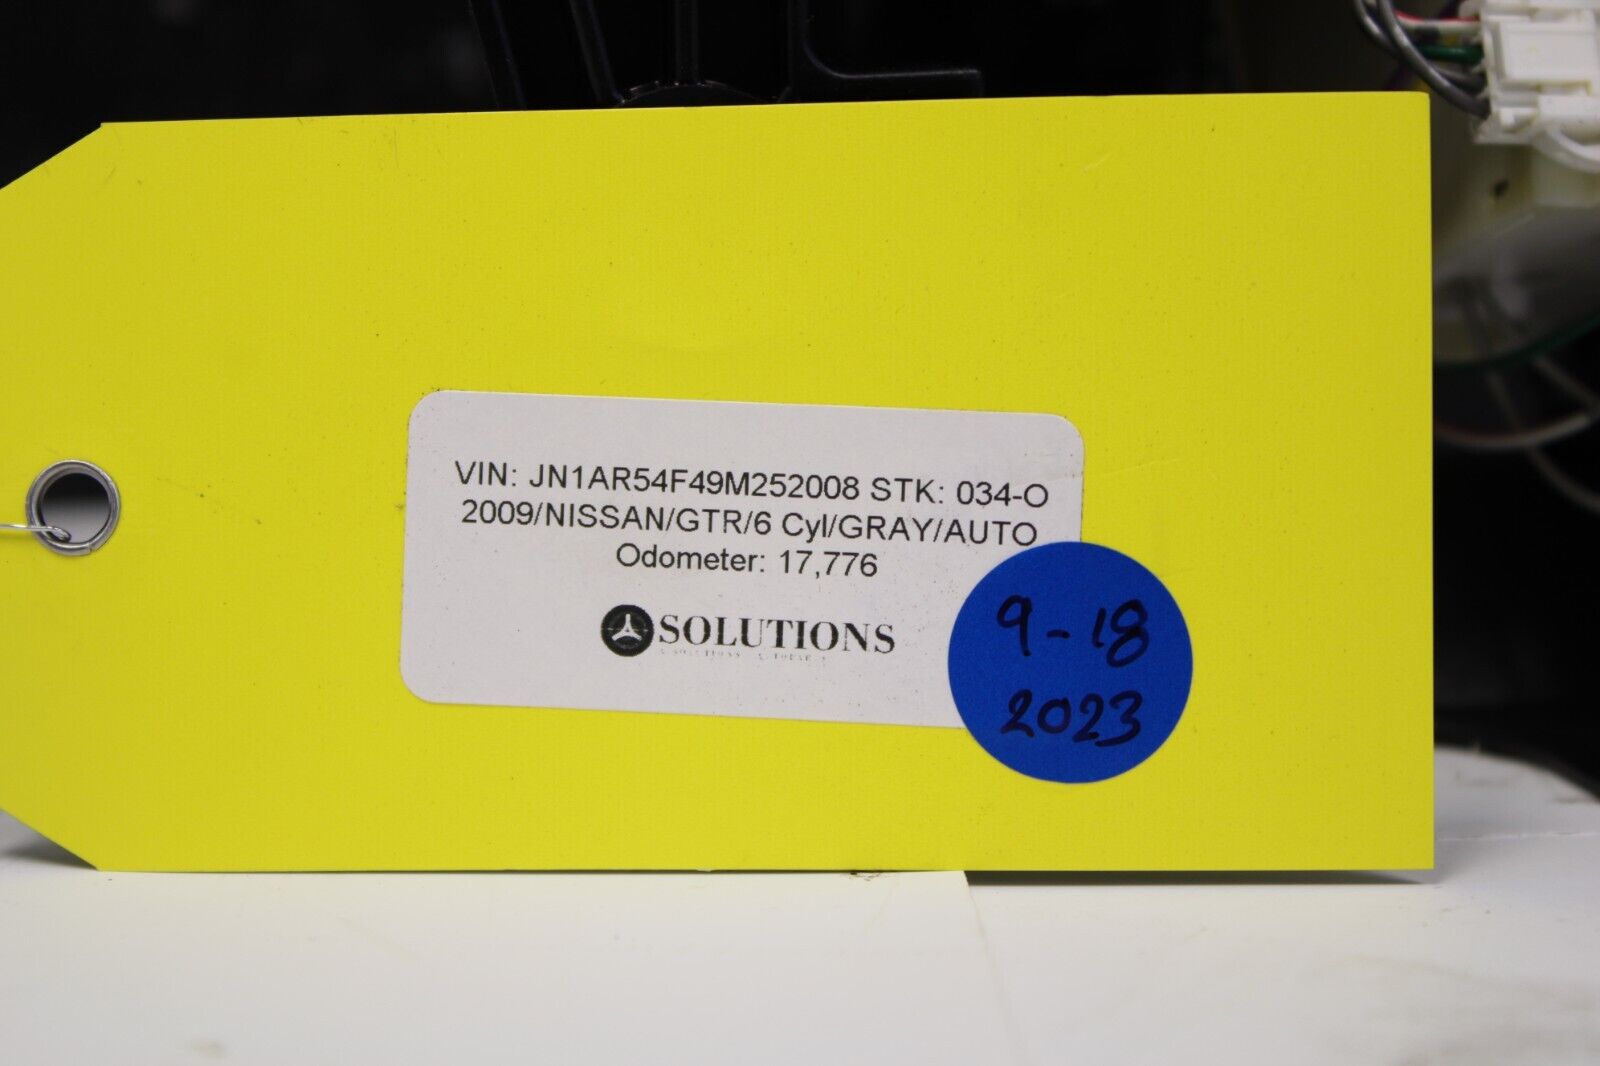 VIN: JN1AR54F49M252008 STK: 034-O
2009/NISSAN/GTR/6 Cyl/GRAY/AUTO
Odometer: 17,776
SOLUTIONS
9-18
2023